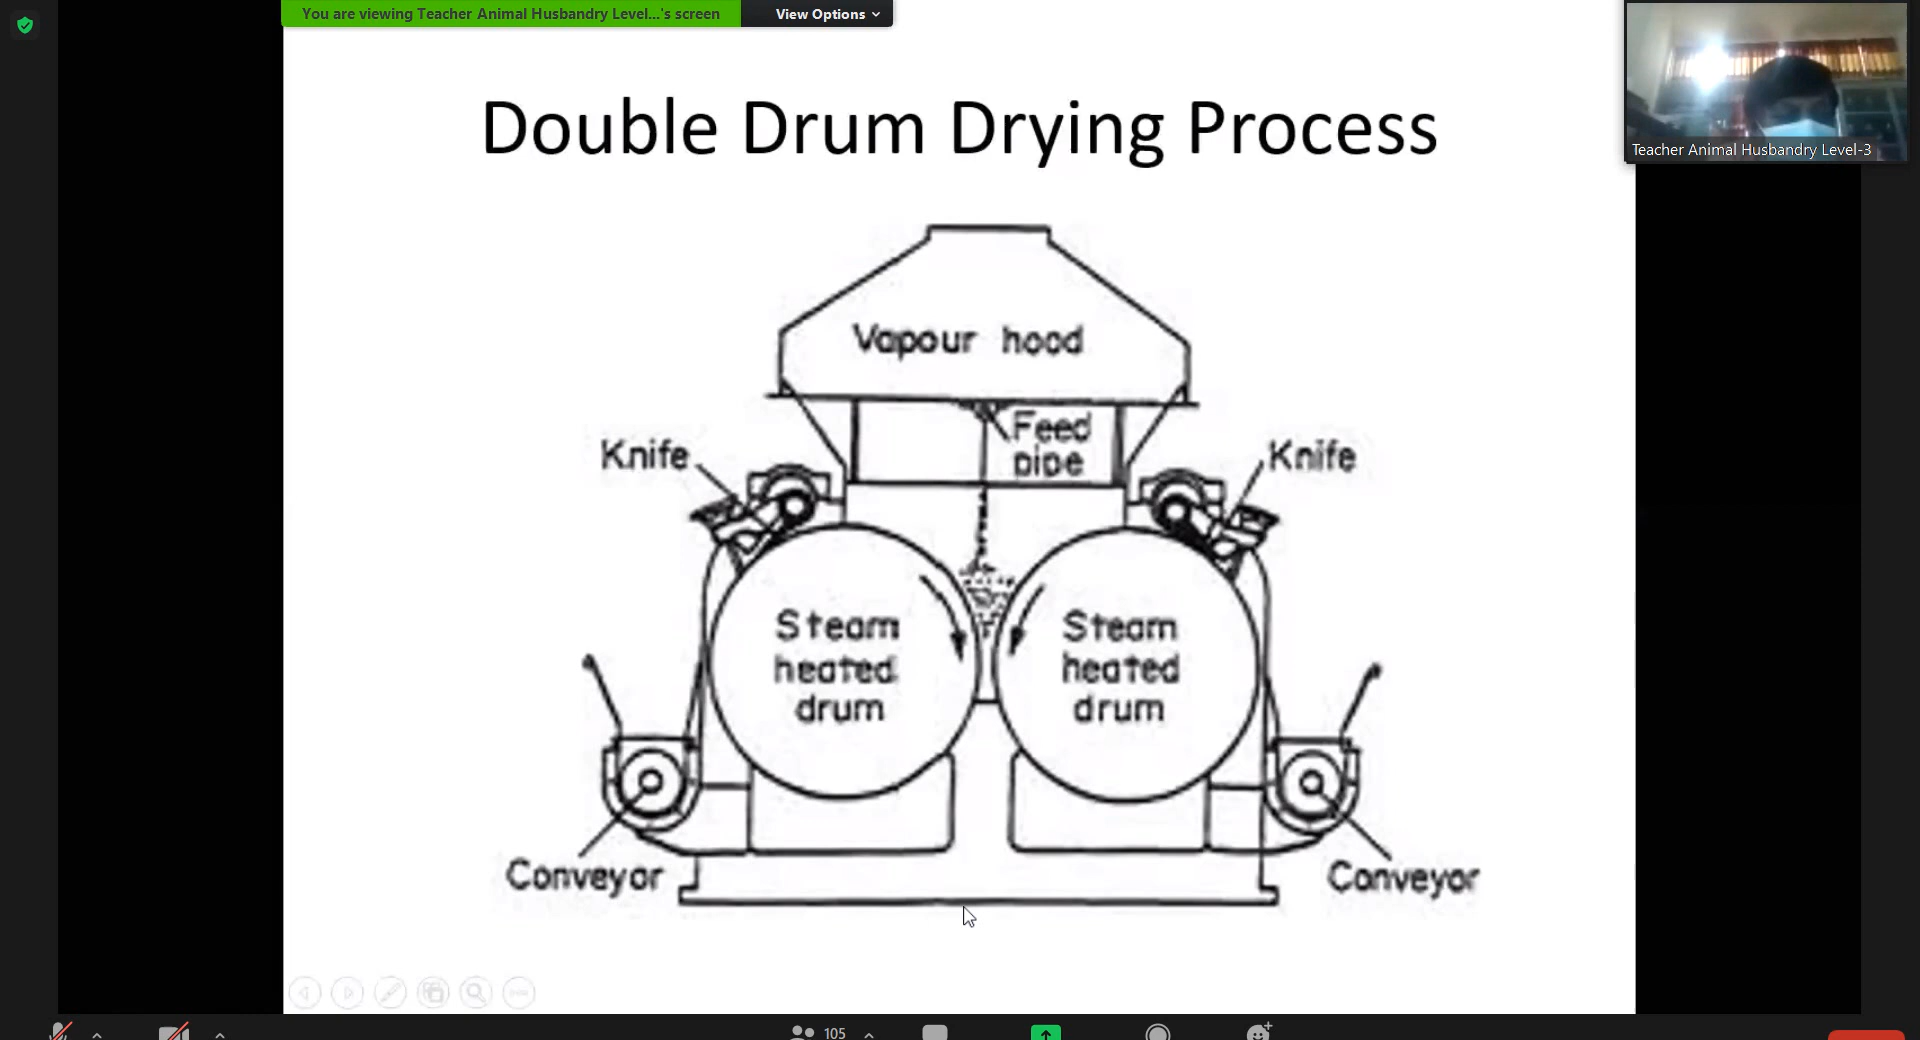 You are viewing Teacher Animal Husbandry Level...'s screen
View Options
Teacher Animal Husbandry Level-3
Double Drum Drying Process
Vapour hood
Feed
pipe
Knife
Knife
Steam
heated
drum
Steam
heated
drum
Conveyor
Conveyor
105